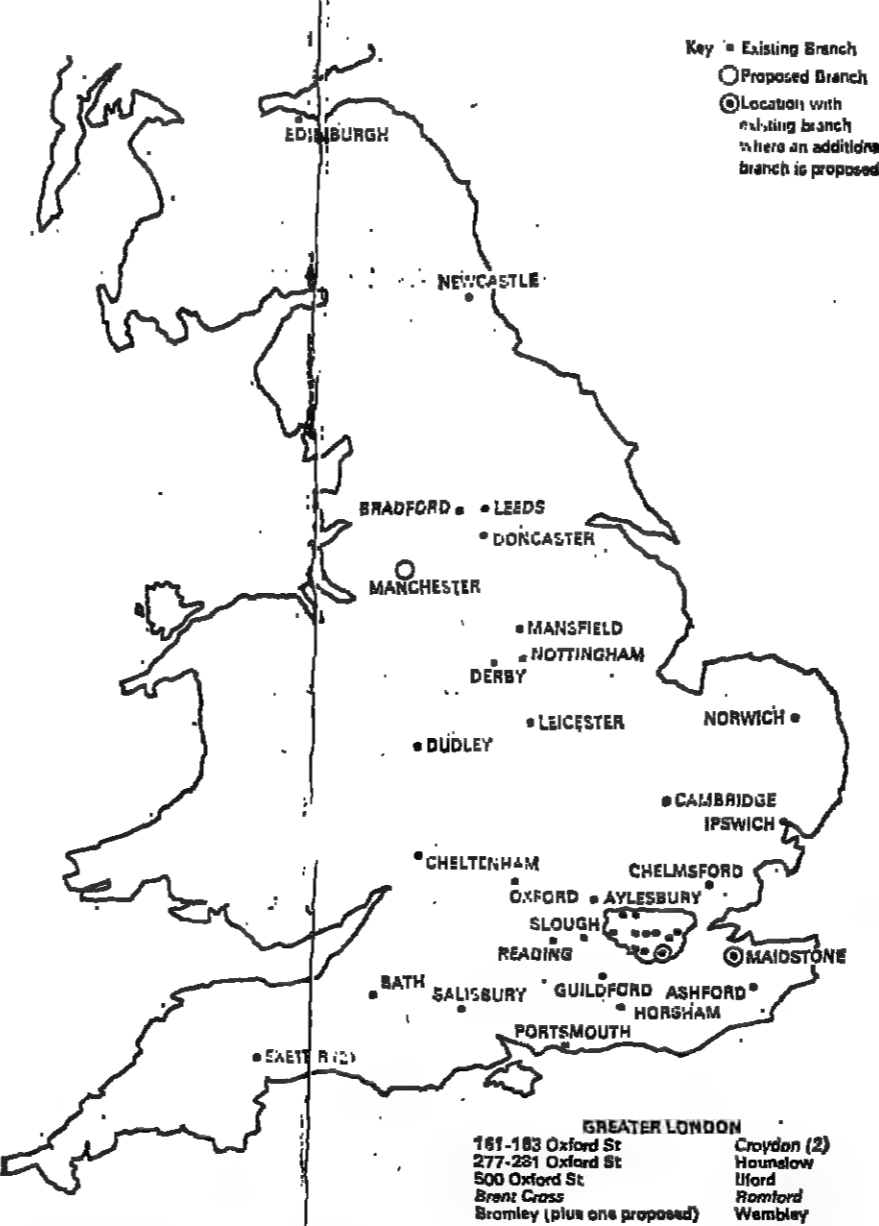 Key Existing Branch
Proposed Branch
Location with
existing branch
where an additional
branch is proposed
EDINBURGH
NEWCASTLE
BRADFORD LEEDS
DONCASTER
MANCHESTER
MANSFIELD
NOTTINGHAM
DERBY
LEICESTER
NORWICH
DUDLEY
CAMBRIDGE
IPSWICH
CHELTENHAM
CHELMSFORD
OXFORD AYLESBURY
SLOUGH
READING
MAIDSTONE
BATH
SALISBURY
GUILDFORD ASHFORD
HORSHAM
PORTSMOUTH
EXETER (2)
GREATER LONDON
161-163 Oxford St Croydon (2)
277-281 Oxford St Hounslow
500 Oxford St Ilford
Brent Cross Romford
Bromley (plus one proposed) Wembley